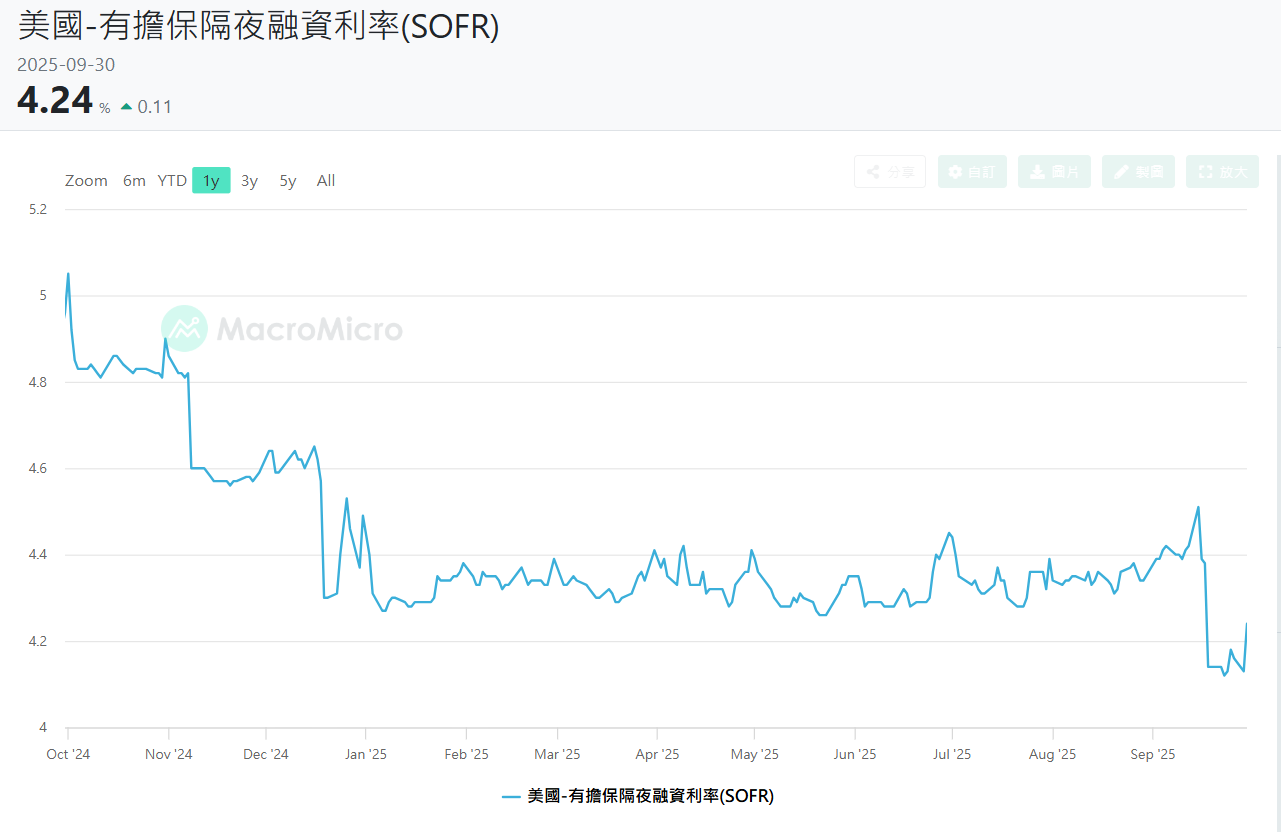 美國-有擔保隔夜融資利率(SOFR)
2025-09-30
4.24 % ▲ 0.11
Zoom 6m YTD 1y 3y 5y All
分享 自訂 圖片 對圖 放大
5.2
5
4.8
4.6
4.4
4.2
4
MacroMicro
Oct '24 Nov '24 Dec '24 Jan '25 Feb '25 Mar '25 Apr '25 May '25 Jun '25 Jul '25 Aug '25 Sep '25
美國-有擔保隔夜融資利率(SOFR)